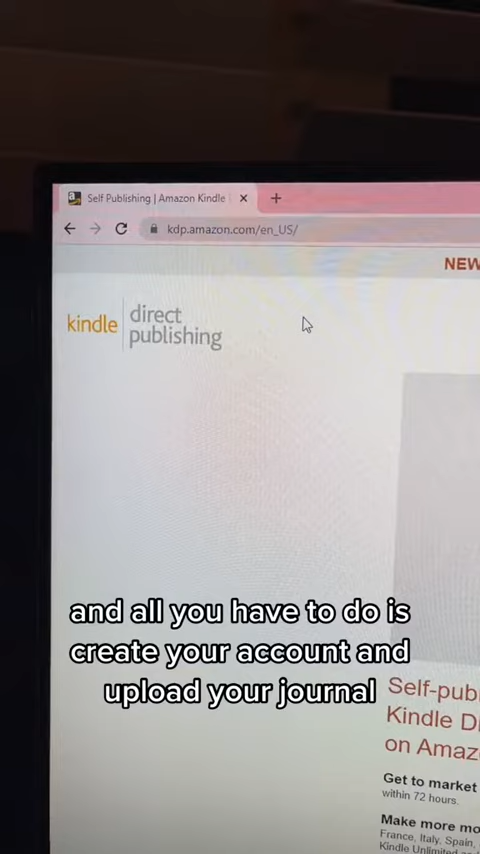 Self Publishing | Amazon Kindle
kdp.amazon.com/en_US/
NEW
kindle direct publishing
and all you have to do is
create your account and
upload your journal
Self-pub
Kindle D
on Amaz
Get to market
within 72 hours.
Make more mo
France, Italy, Spain,
Kindle Unlimited